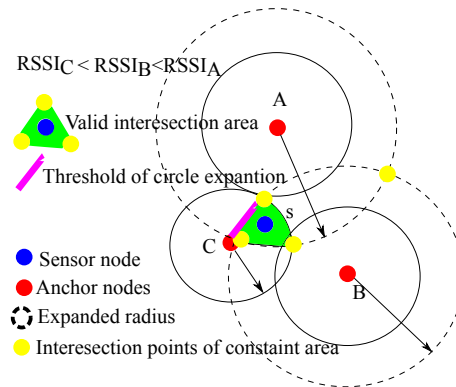 RSSIC < RSSIB<RSSIA
A
Valid interesection area
Threshold of circle expantion
s
C
Sensor node
Anchor nodes
B
Expanded radius
Interesection points of constaint area